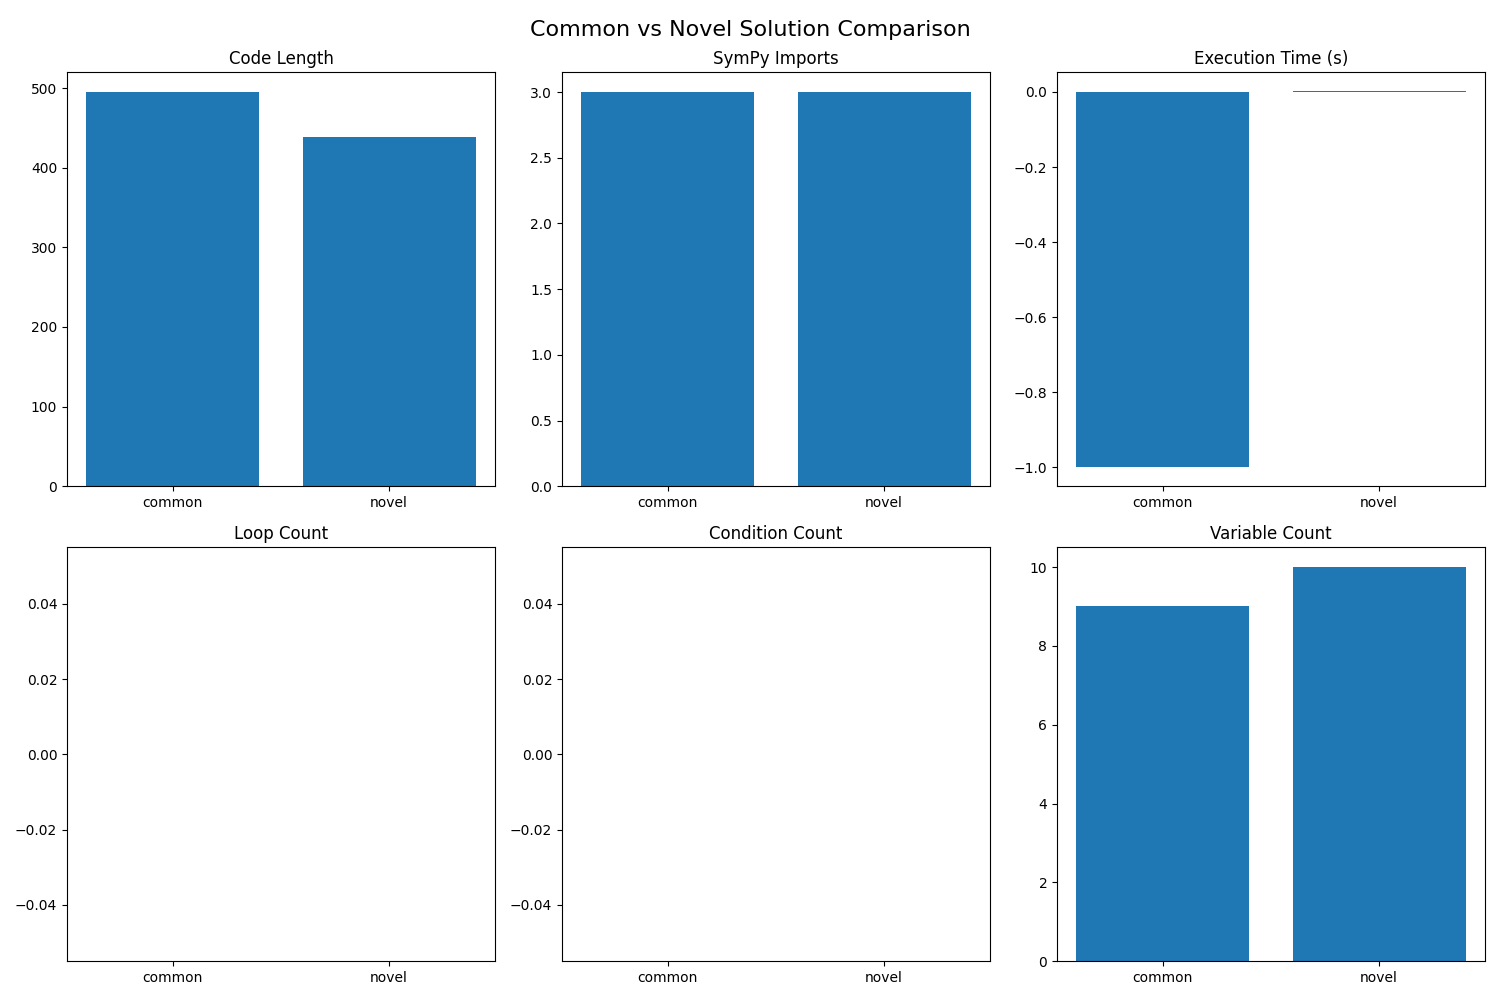 Common vs Novel Solution Comparison
Code Length
500
400
300
200
100
0
common novel
SymPy Imports
3.0
2.5
2.0
1.5
1.0
0.5
0.0
common novel
Execution Time (s)
0.0
−0.2
−0.4
−0.6
−0.8
−1.0
common novel
Loop Count
0.04
0.02
0.00
−0.02
−0.04
common novel
Condition Count
0.04
0.02
0.00
−0.02
−0.04
common novel
Variable Count
10
8
6
4
2
0
common novel